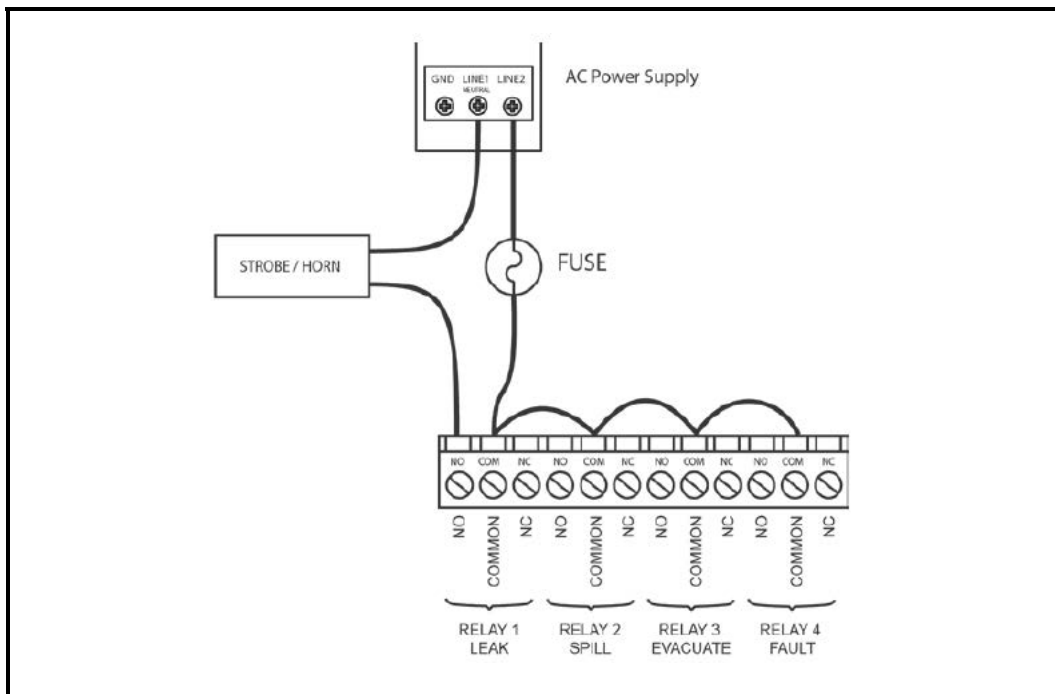 GND LINE1 LINE2
NEUTRAL
AC Power Supply
STROBE / HORN
FUSE
NO COM NC NO COM NC NO COM NC NO COM NC
NO COMMON NC NO COMMON NC NO COMMON NC NO COMMON NC
RELAY 1 RELAY 2 RELAY 3 RELAY 4
LEAK SPILL EVACUATE FAULT